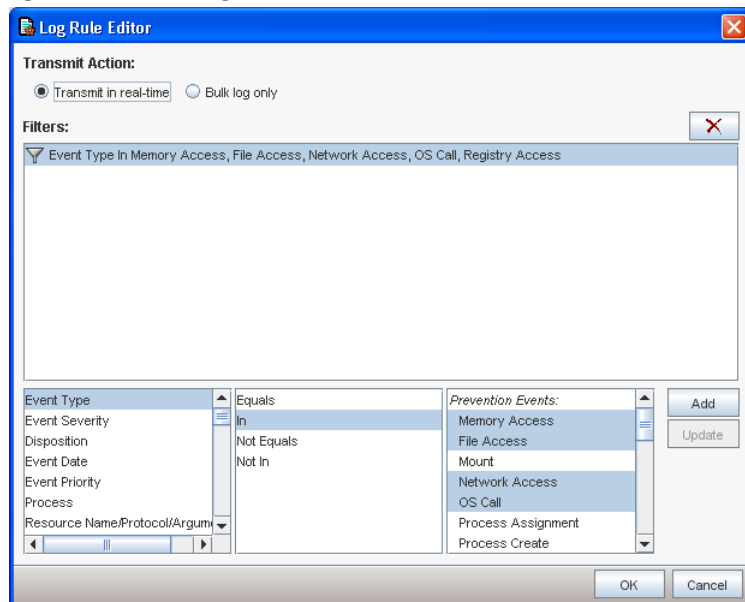 Log Rule Editor
Transmit Action:
Transmit in real-time Bulk log only
Filters:
Event Type In Memory Access, File Access, Network Access, OS Call, Registry Access
Event Type
Event Severity
Disposition
Event Date
Event Priority
Process
Resource Name/Protocol/Argum
Equals
In
Not Equals
Not In
Prevention Events:
Memory Access
File Access
Mount
Network Access
OS Call
Process Assignment
Process Create
Add
Update
OK Cancel